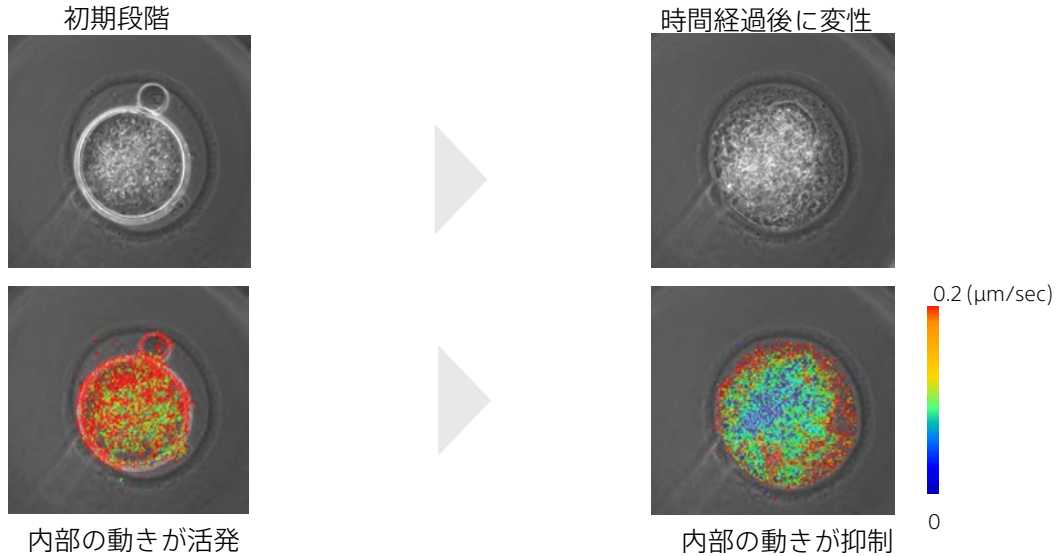 初期段階
時間経過後に変性
0.2 (μm/sec)
0
内部の動きが活発
内部の動きが抑制